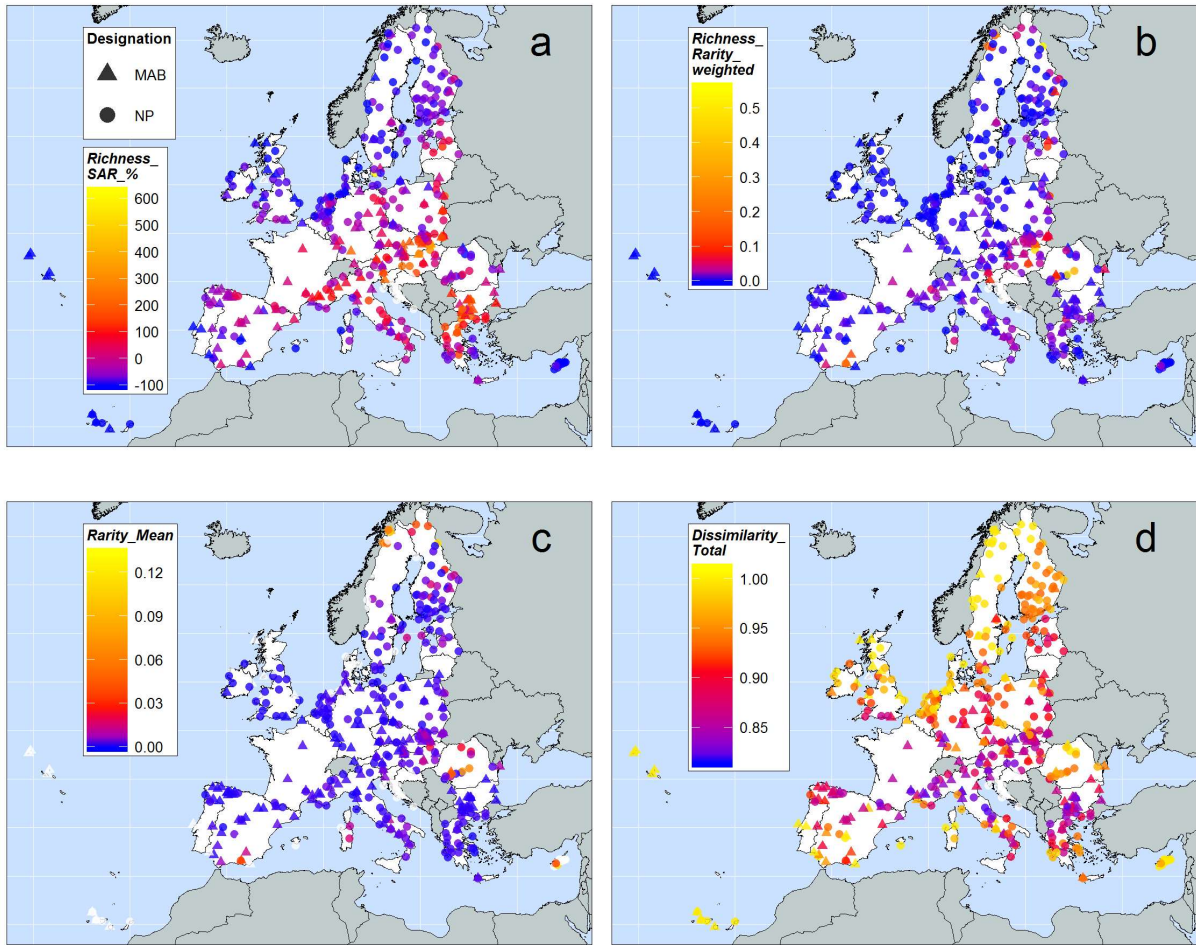 a
Designation
MAB
NP
Richness_
SAR_%
600
500
400
300
200
100
0
-100
b
Richness_
Rarity_
weighted
0.5
0.4
0.3
0.2
0.1
0.0
c
Rarity_Mean
0.12
0.09
0.06
0.03
0.00
d
Dissimilarity_
Total
1.00
0.95
0.90
0.85